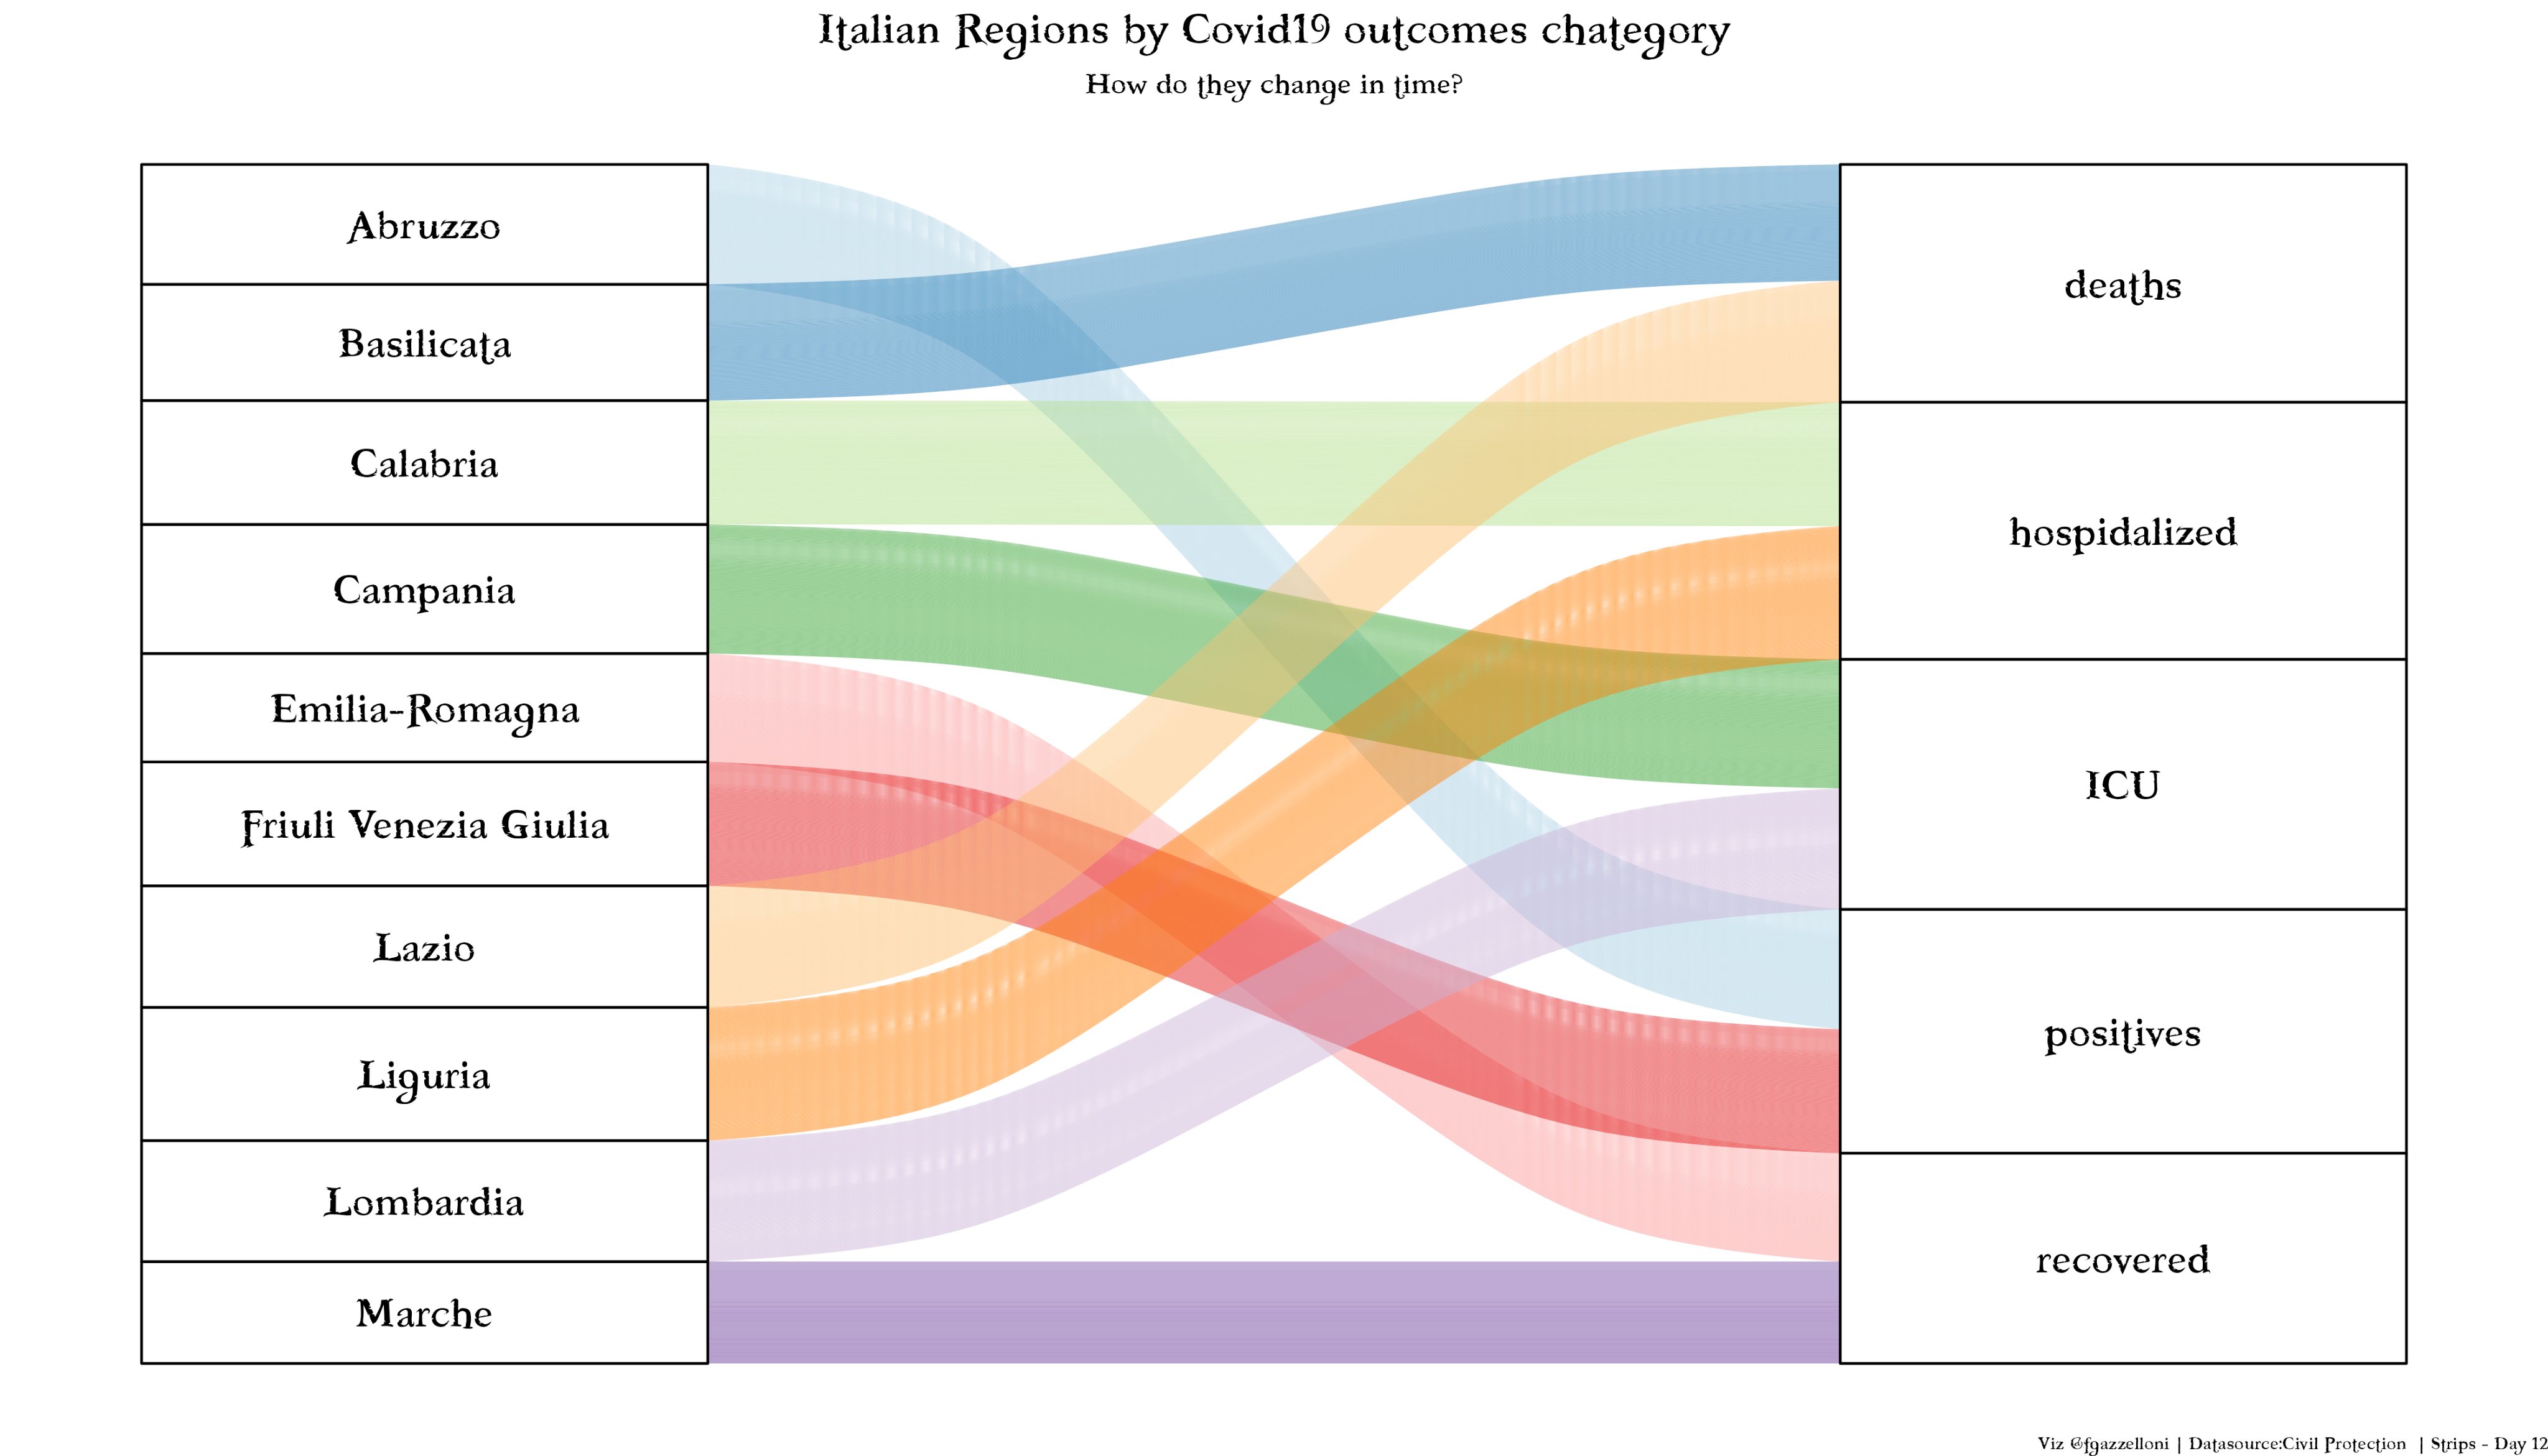 Italian Regions by Covid19 outcomes chategory
How do they change in time?
Abruzzo
Basilicata
Calabria
Campania
Emilia-Romagna
Friuli Venezia Giulia
Lazio
Liguria
Lombardia
Marche
deaths
hospidalized
ICU
positives
recovered
Viz @fgazzelloni | Datasource:Civil Protection | Strips - Day 12